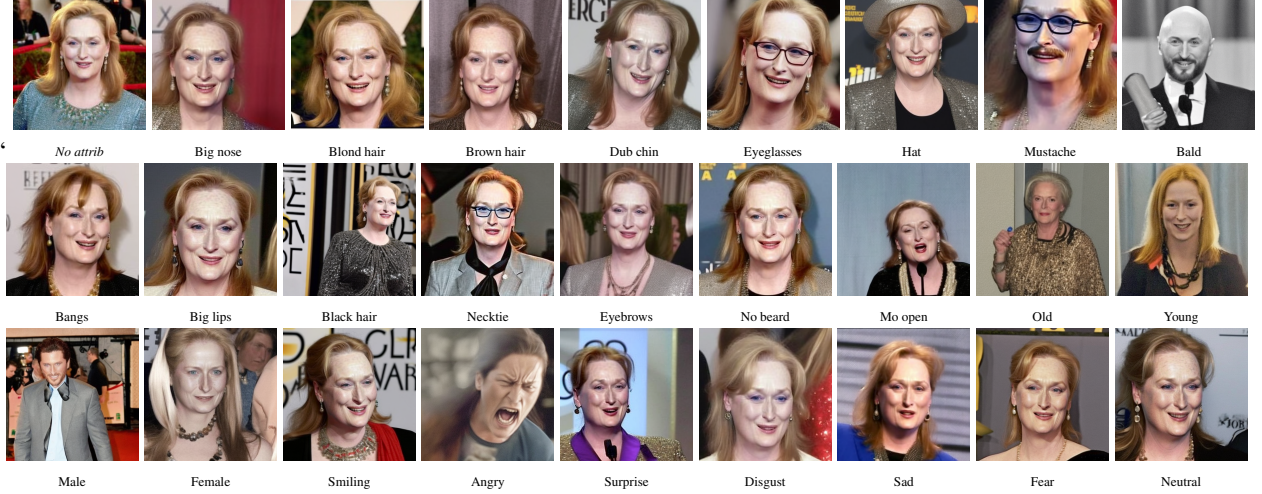 No attrib Big nose Blond hair Brown hair Dub chin Eyeglasses Hat Mustache Bald
Bangs Big lips Black hair Necktie Eyebrows No beard Mo open Old Young
Male Female Smiling Angry Surprise Disgust Sad Fear Neutral